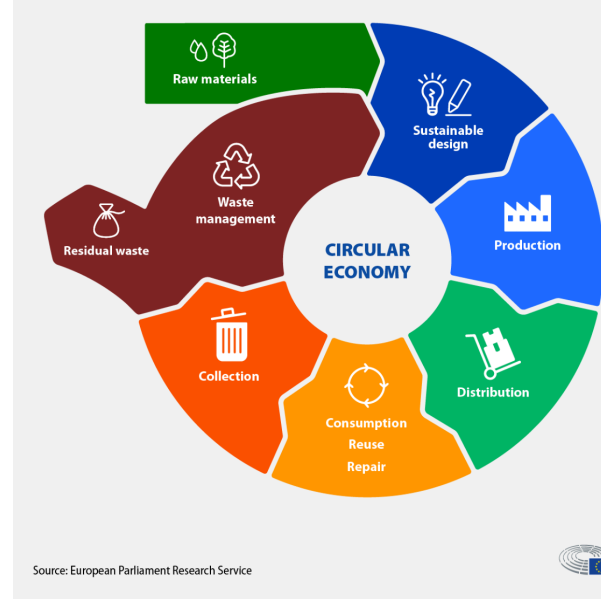 Raw materials
Sustainable
design
Production
Distribution
Consumption
Reuse
Repair
Collection
Waste
management
Residual waste
CIRCULAR
ECONOMY
Source: European Parliament Research Service